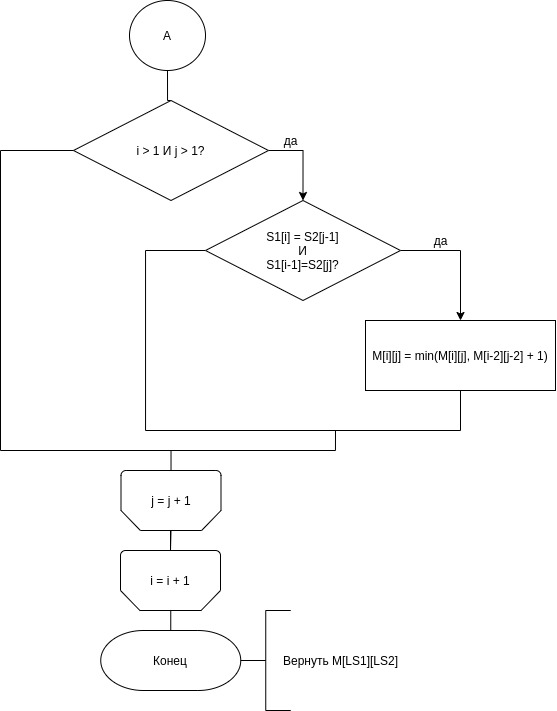 A
i > 1 И j > 1?
да
S1[i] = S2[j-1]
И
S1[i-1]=S2[j]?
да
M[i][j] = min(M[i][j], M[i-2][j-2] + 1)
j = j + 1
i = i + 1
Конец
Вернуть M[LS1][LS2]